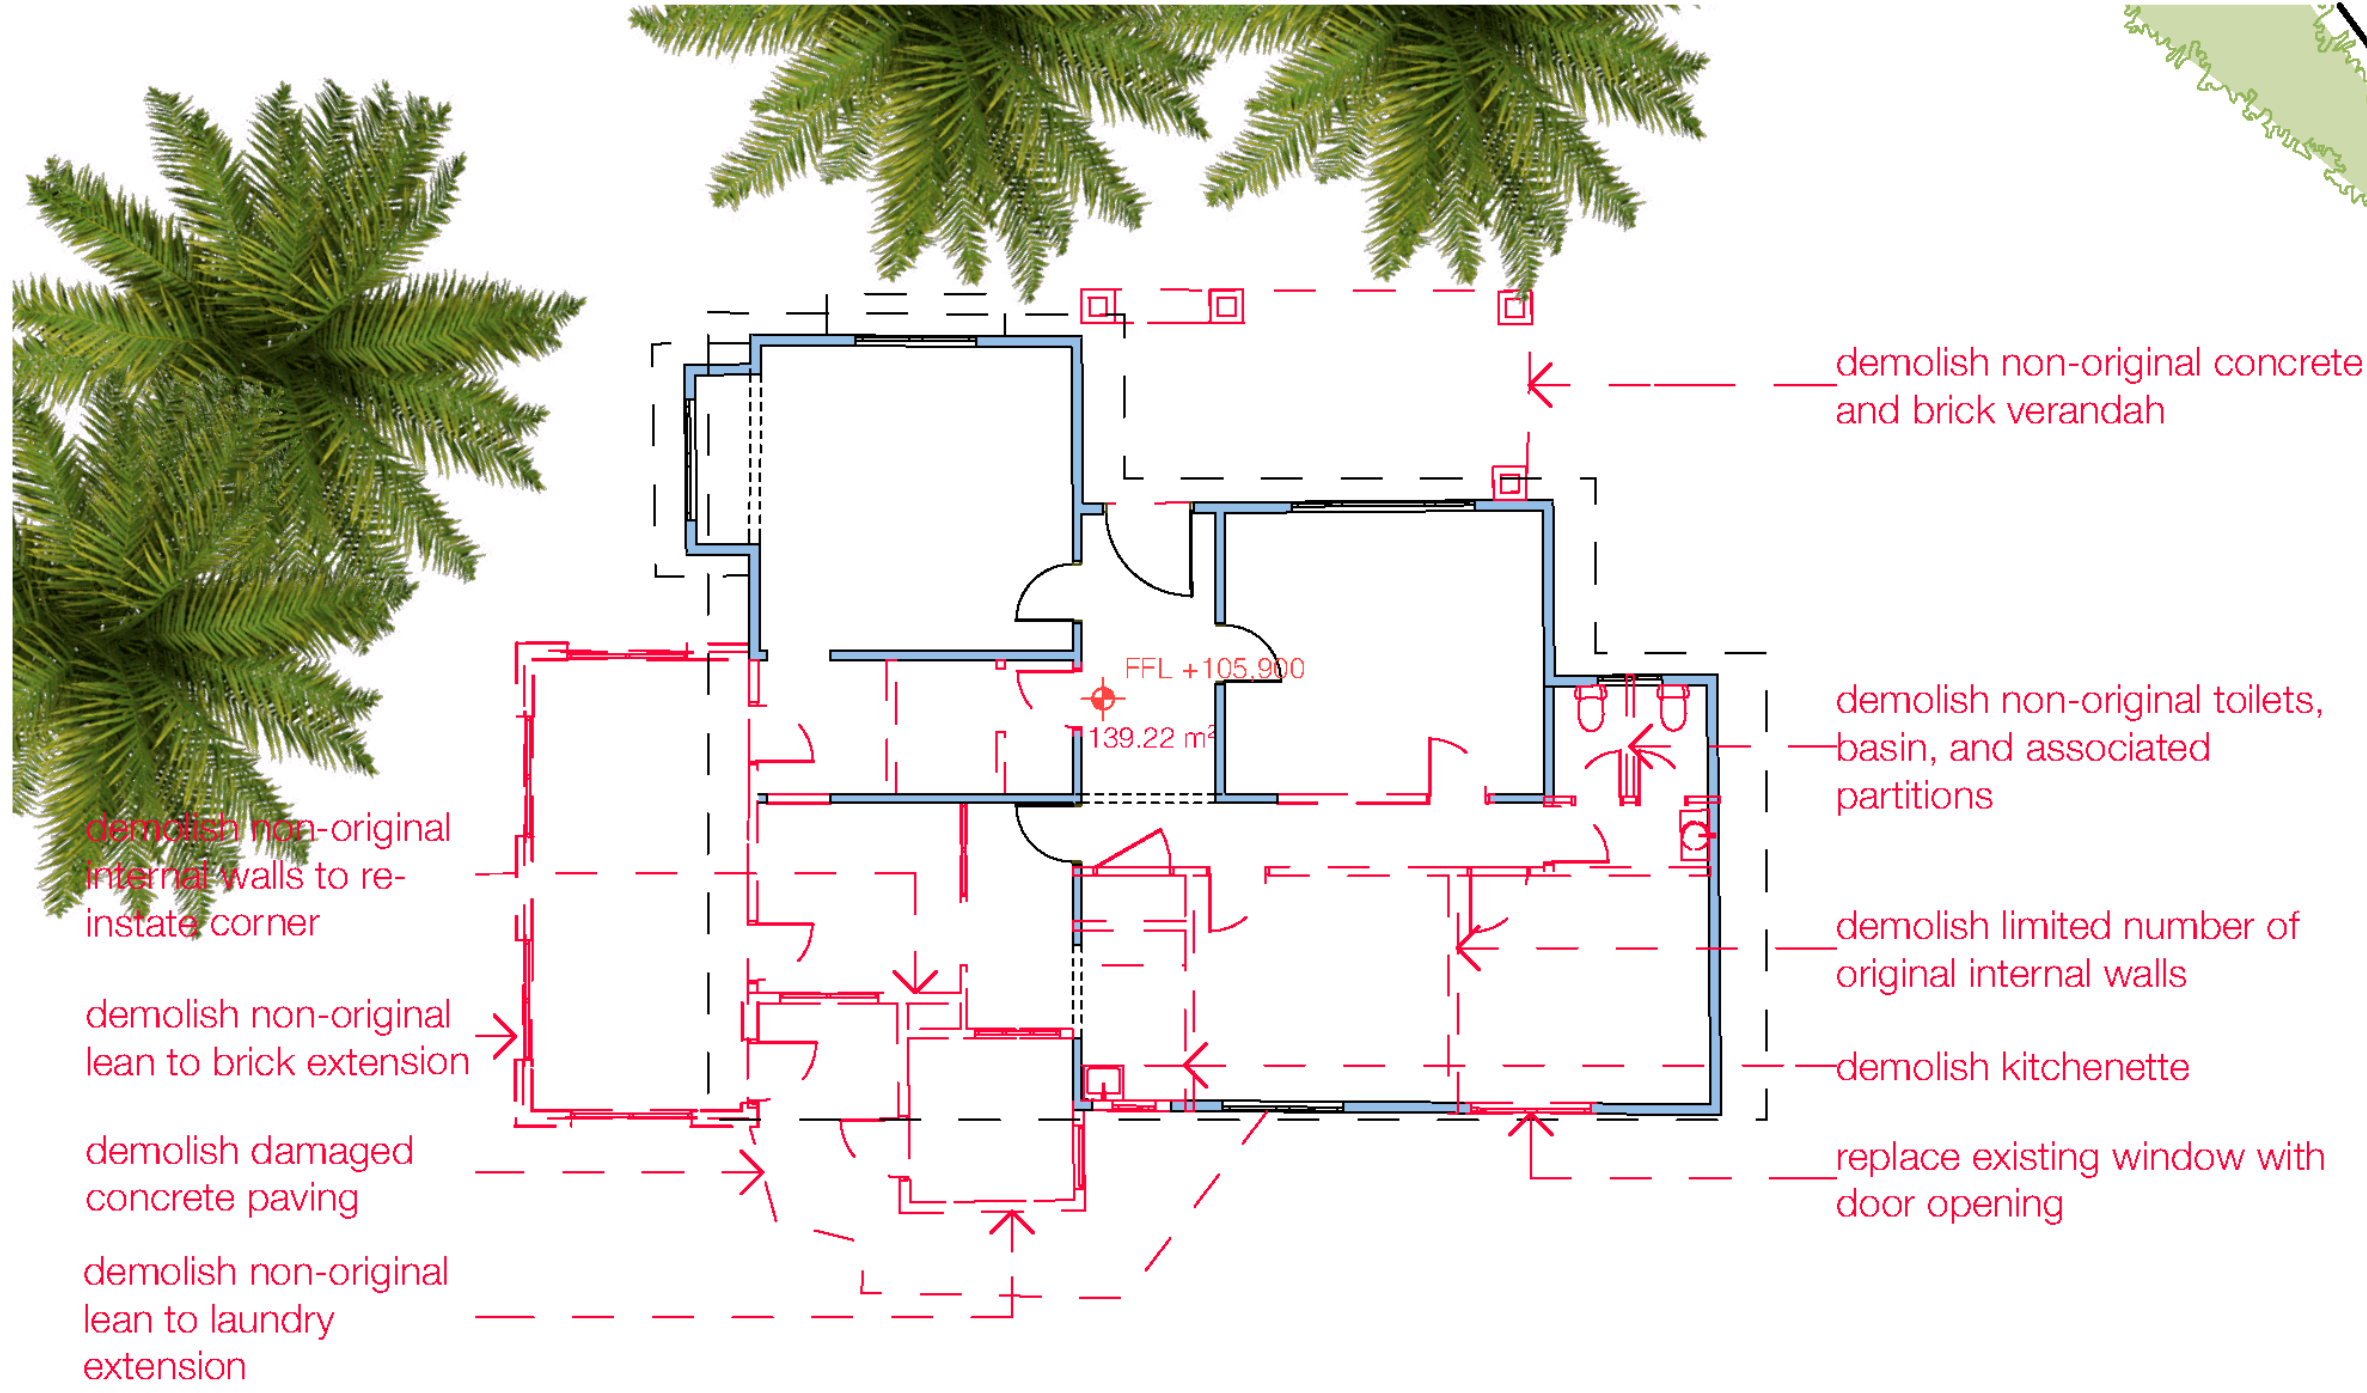 demolish non-original concrete
and brick verandah
FFL +105,900
139.22 m²
demolish non-original toilets,
basin, and associated
partitions
demolish non-original
internal walls to re-
instate corner
demolish limited number of
original internal walls
demolish non-original
lean to brick extension
demolish kitchenette
demolish damaged
concrete paving
replace existing window with
door opening
demolish non-original
lean to laundry
extension